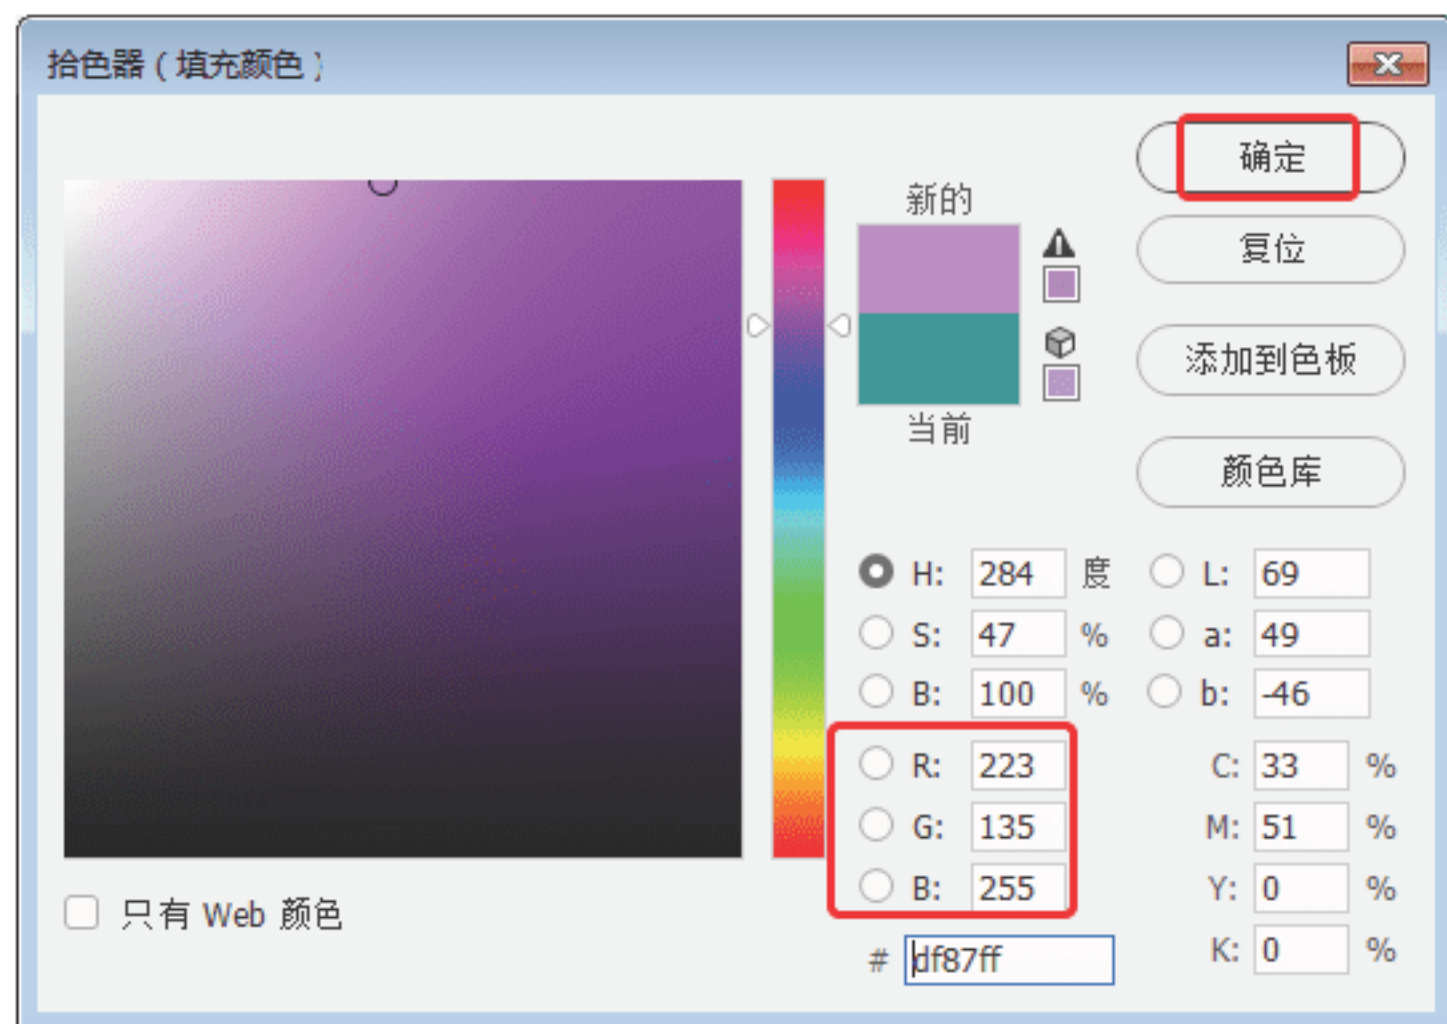 拾色器（填充颜色）
确定
新的
复位
添加到色板
当前
颜色库
H: 284 度
L: 69
S: 47 %
a: 49
B: 100 %
b: -46
R: 223
C: 33 %
G: 135
M: 51 %
B: 255
Y: 0 %
只有 Web 颜色
# df87ff
K: 0 %